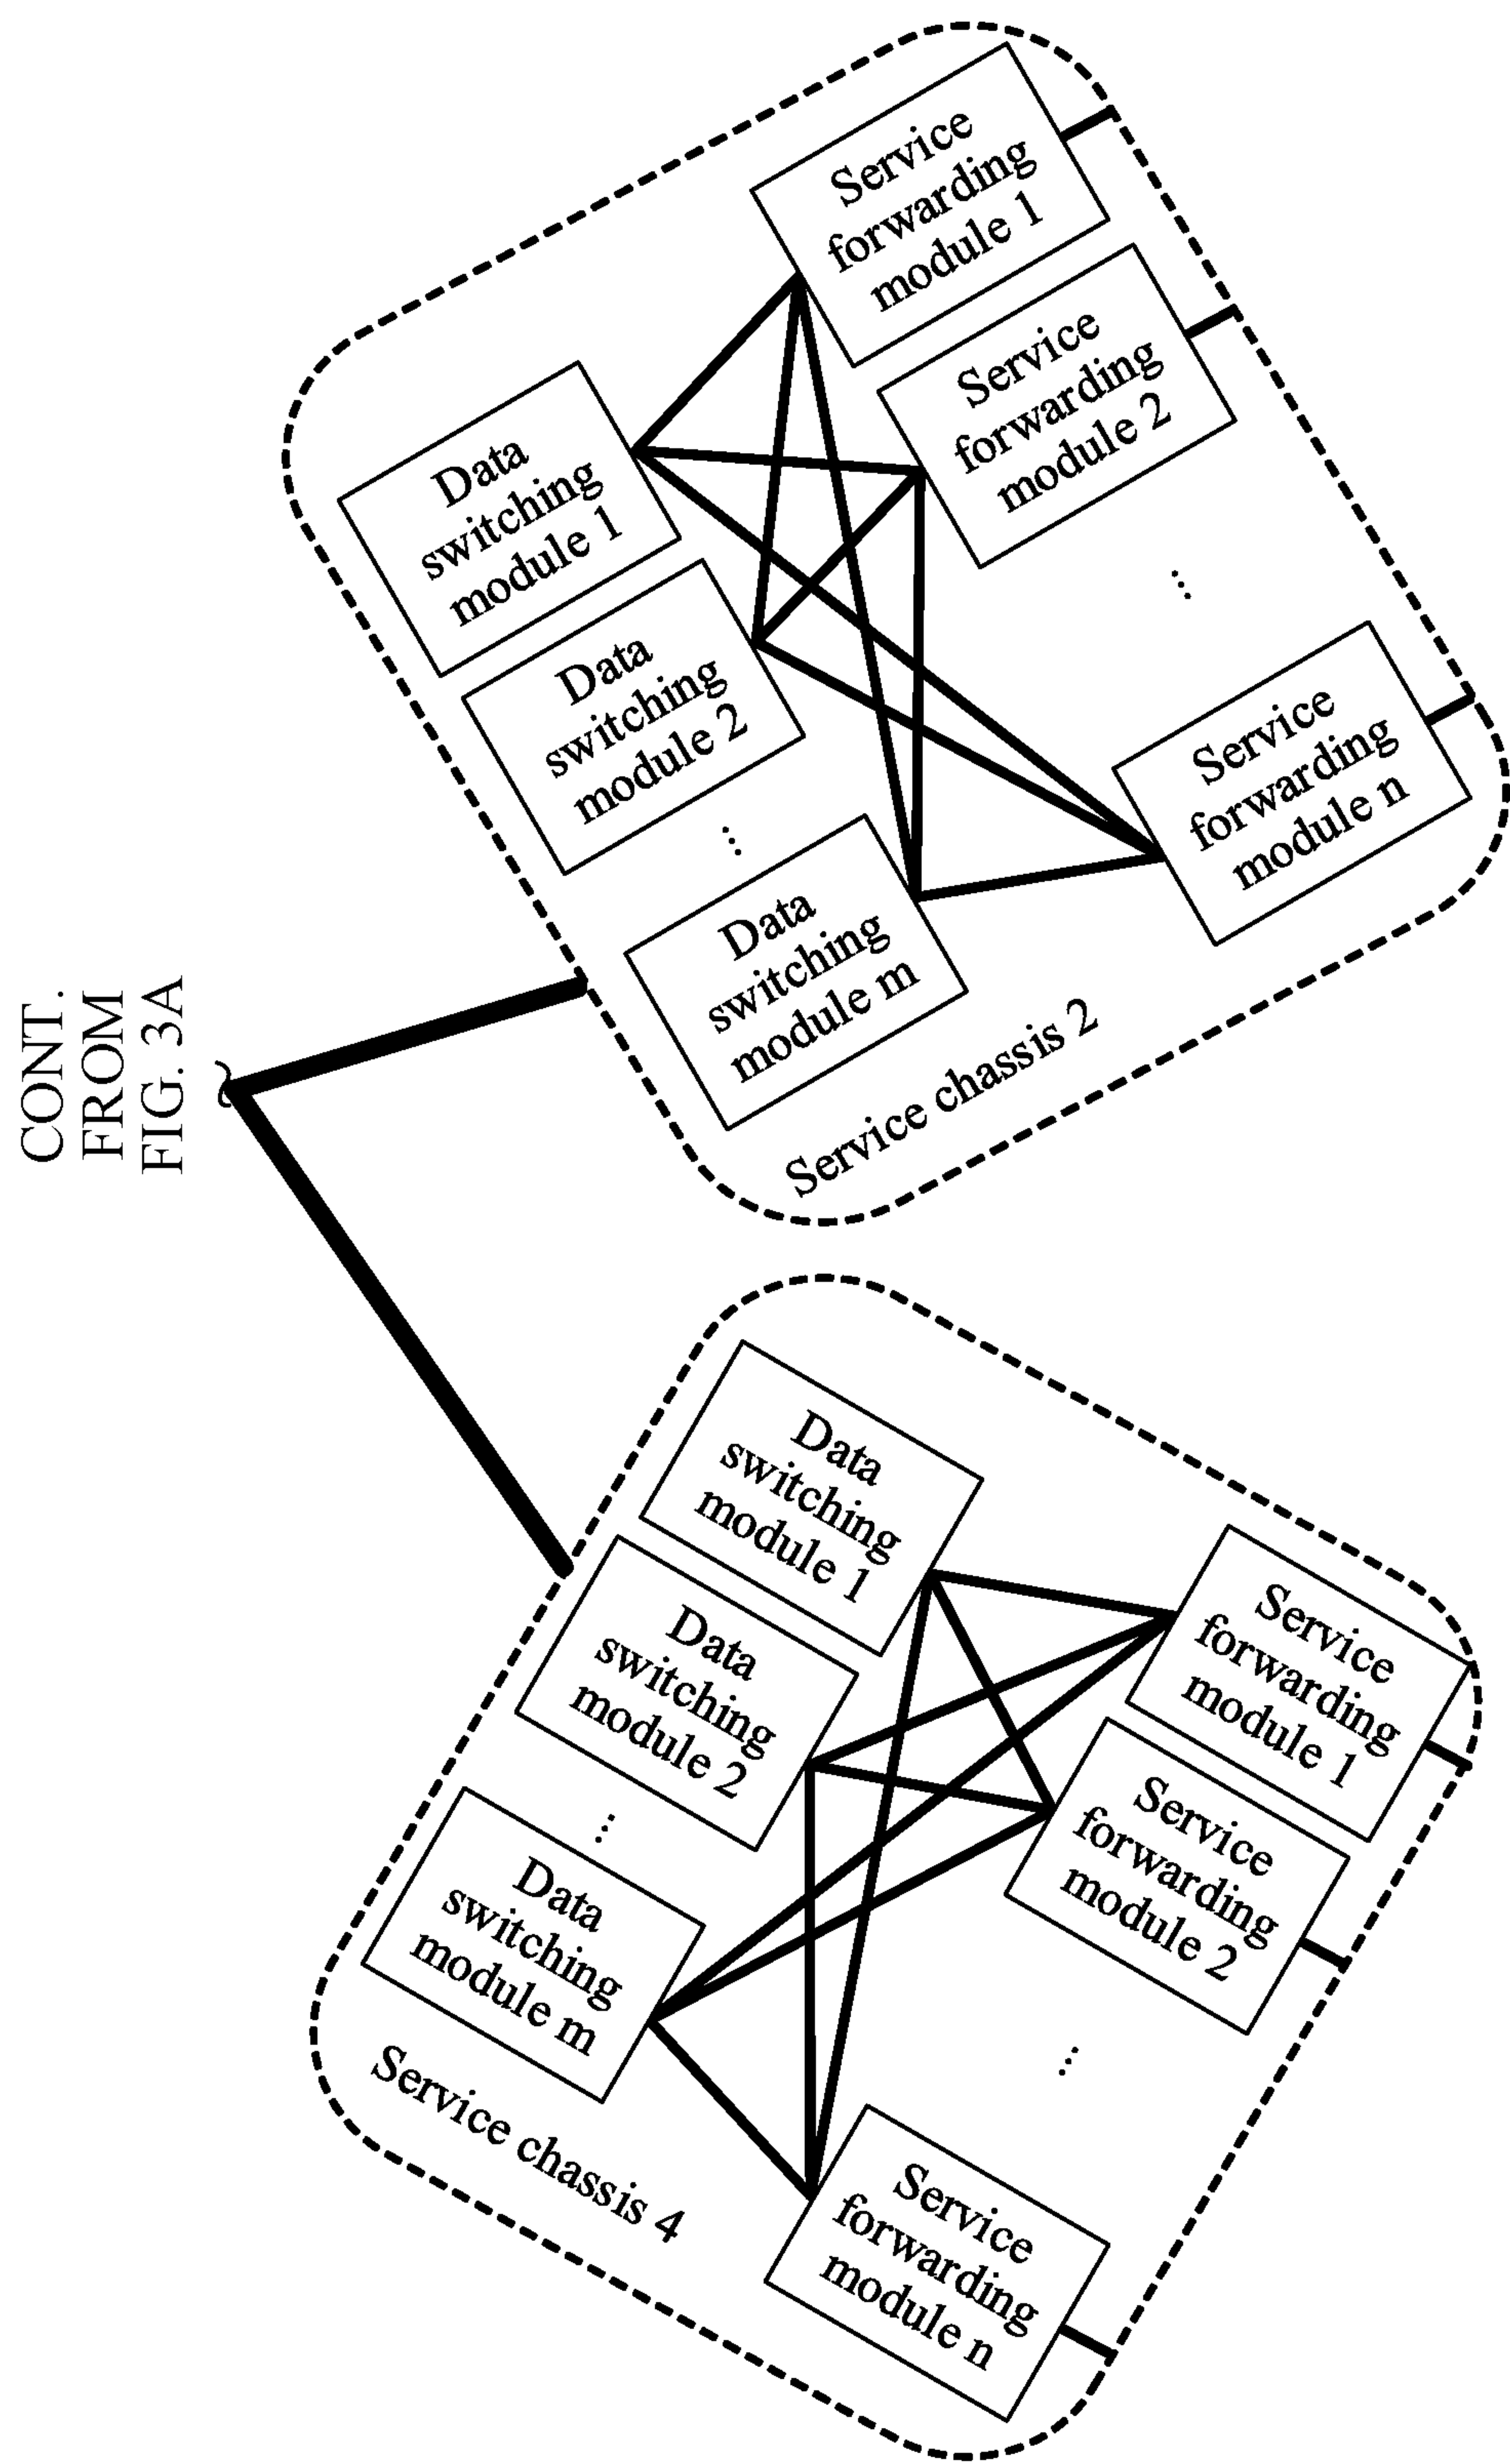 CONT.
FROM
FIG. 3A
Data
switching
module 1
Data
switching
module 2
...
Data
switching
module m
Service
forwarding
module 1
Service
forwarding
module 2
...
Service
forwarding
module n
Service chassis 2
Data
switching
module 1
Data
switching
module 2
...
Data
switching
module m
Service
forwarding
module 1
Service
forwarding
module 2
...
Service
forwarding
module n
Service chassis 4